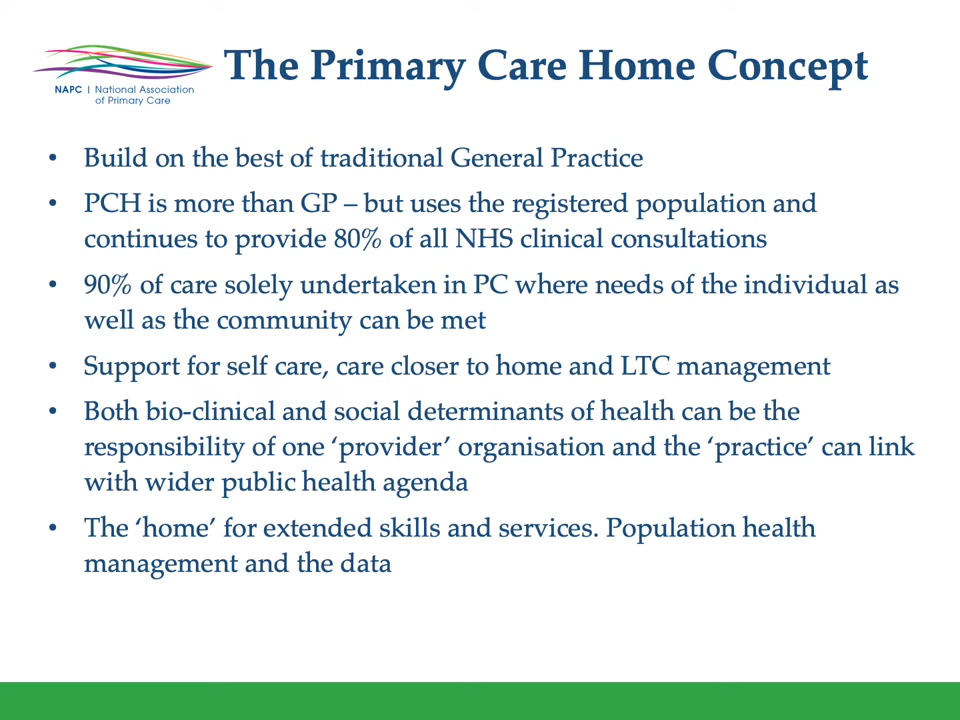 The Primary Care Home Concept
NAPC | National Association
of Primary Care
• Build on the best of traditional General Practice
• PCH is more than GP – but uses the registered population and
continues to provide 80% of all NHS clinical consultations
• 90% of care solely undertaken in PC where needs of the individual as
well as the community can be met
• Support for self care, care closer to home and LTC management
• Both bio-clinical and social determinants of health can be the
responsibility of one ‘provider’ organisation and the ‘practice’ can link
with wider public health agenda
• The ‘home’ for extended skills and services. Population health
management and the data